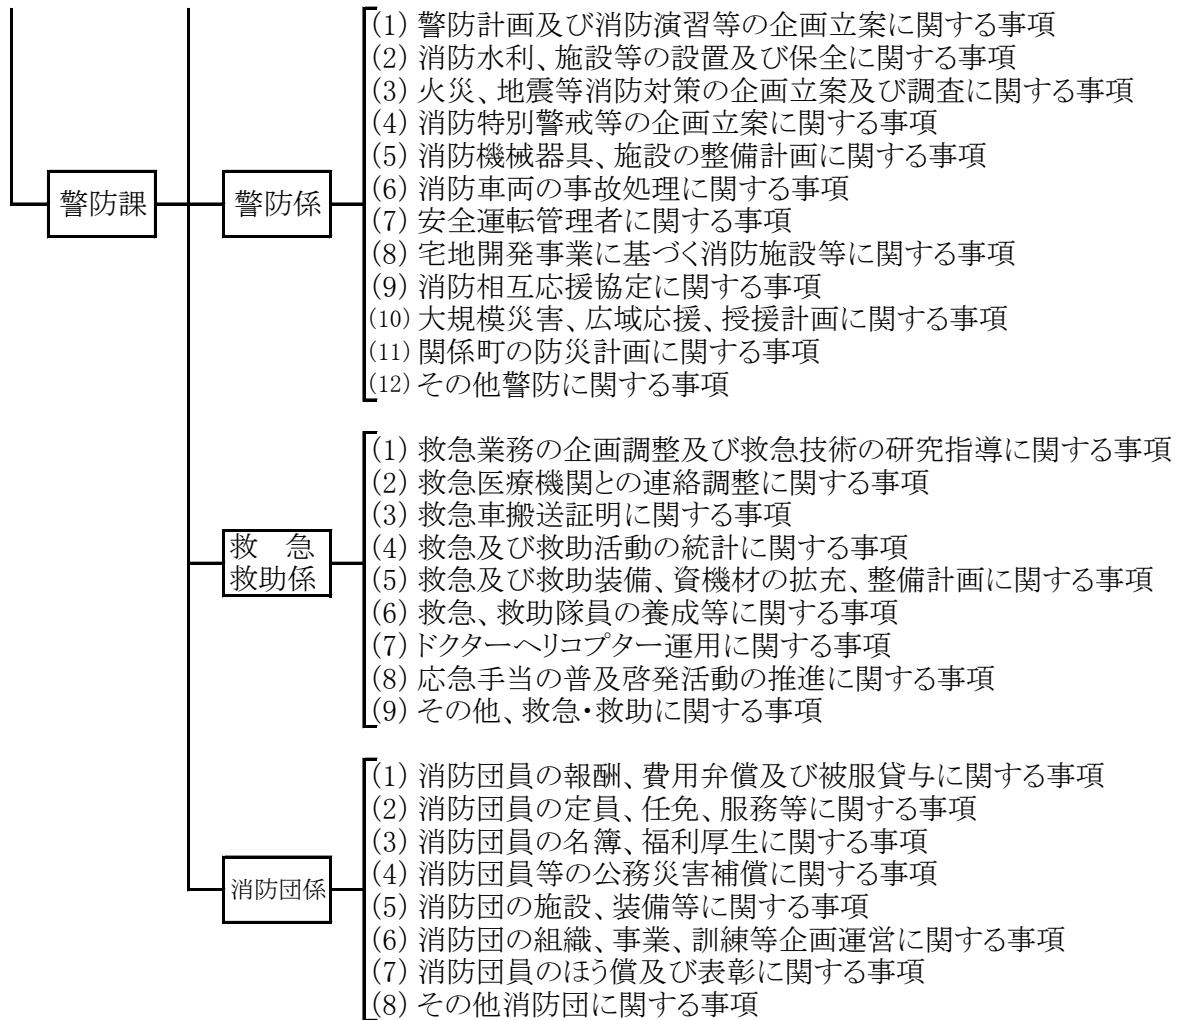 警防課
警防係
(1) 警防計画及び消防演習等の企画立案に関する事項
(2) 消防水利、施設等の設置及び保全に関する事項
(3) 火災、地震等消防対策の企画立案及び調査に関する事項
(4) 消防特別警戒等の企画立案に関する事項
(5) 消防機械器具、施設の整備計画に関する事項
(6) 消防車両の事故処理に関する事項
(7) 安全運転管理者に関する事項
(8) 宅地開発事業に基づく消防施設等に関する事項
(9) 消防相互応援協定に関する事項
(10) 大規模災害、広域応援、授援計画に関する事項
(11) 関係町の防災計画に関する事項
(12) その他警防に関する事項
救　急
救助係
(1) 救急業務の企画調整及び救急技術の研究指導に関する事項
(2) 救急医療機関との連絡調整に関する事項
(3) 救急車搬送証明に関する事項
(4) 救急及び救助活動の統計に関する事項
(5) 救急及び救助装備、資機材の拡充、整備計画に関する事項
(6) 救急、救助隊員の養成等に関する事項
(7) ドクターヘリコプター運用に関する事項
(8) 応急手当の普及啓発活動の推進に関する事項
(9) その他、救急・救助に関する事項
消防団係
(1) 消防団員の報酬、費用弁償及び被服貸与に関する事項
(2) 消防団員の定員、任免、服務等に関する事項
(3) 消防団員の名簿、福利厚生に関する事項
(4) 消防団員等の公務災害補償に関する事項
(5) 消防団の施設、装備等に関する事項
(6) 消防団の組織、事業、訓練等企画運営に関する事項
(7) 消防団員のほう償及び表彰に関する事項
(8) その他消防団に関する事項